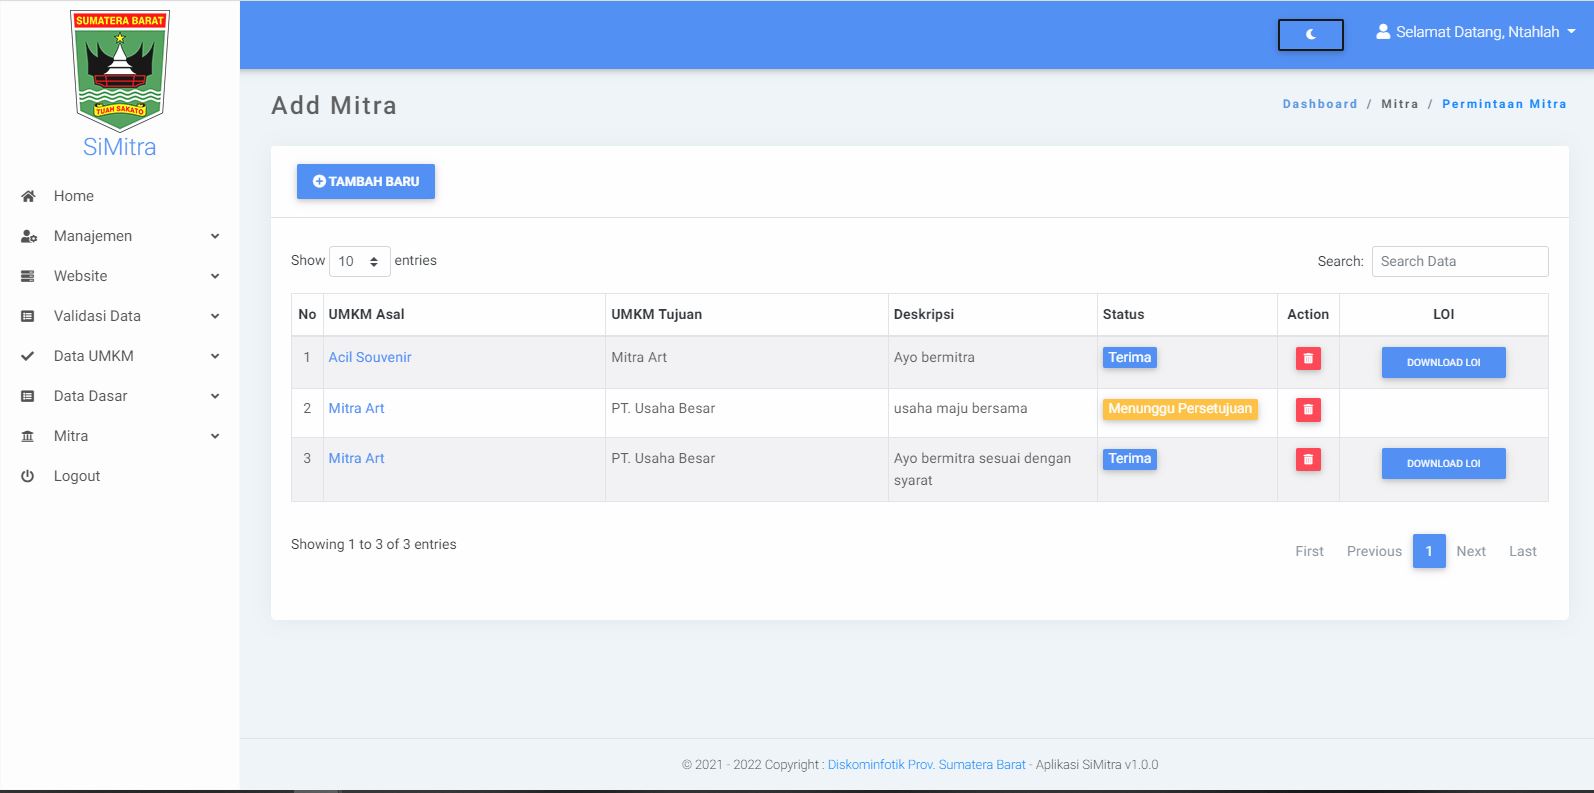 SUMATERA BARAT
TUAH SAKATO
SiMitra
Home
Manajemen
Website
Validasi Data
Data UMKM
Data Dasar
Mitra
Logout
Selamat Datang, Ntahlah
Add Mitra
Dashboard / Mitra / Permintaan Mitra
TAMBAH BARU
Show 10 entries
Search: Search Data
No UMKM Asal UMKM Tujuan Deskripsi Status Action LOI
1 Acil Souvenir Mitra Art Ayo bermitra Terima DOWNLOAD LOI
2 Mitra Art PT. Usaha Besar usaha maju bersama Menunggu Persetujuan
3 Mitra Art PT. Usaha Besar Ayo bermitra sesuai dengan Terima DOWNLOAD LOI
syarat
Showing 1 to 3 of 3 entries
First Previous 1 Next Last
© 2021 - 2022 Copyright : Diskominfotik Prov. Sumatera Barat - Aplikasi SiMitra v1.0.0